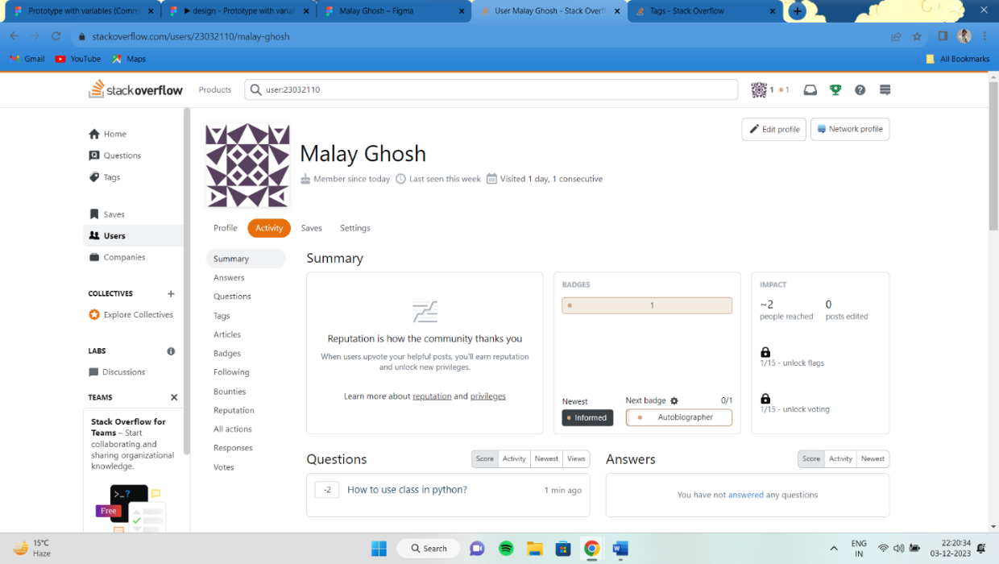 Prototype with variables (Comm
▶ design - Prototype with varial
Malay Ghosh – Figma
User Malay Ghosh - Stack Overfl
Tags - Stack Overflow
stackoverflow.com/users/23032110/malay-ghosh
Gmail YouTube Maps All Bookmarks
stackoverflow Products user:23032110 1 1
Home
Questions
Tags
Saves
Users
Companies
COLLECTIVES
Explore Collectives
LABS
Discussions
TEAMS
Stack Overflow for
Teams – Start
collaborating and
sharing organizational
knowledge.
>_?
Free
Edit profile Network profile
Malay Ghosh
Member since today Last seen this week Visited 1 day, 1 consecutive
Profile Activity Saves Settings
Summary
Answers
Questions
Tags
Articles
Badges
Following
Bounties
Reputation
All actions
Responses
Votes
Summary
Reputation is how the community thanks you
When users upvote your helpful posts, you'll earn reputation
and unlock new privileges.
Learn more about reputation and privileges
BADGES
1
Newest Next badge 0/1
Informed Autobiographer
IMPACT
~2 0
people reached posts edited
1/15 - unlock flags
1/15 - unlock voting
Questions Score Activity Newest Views
-2 How to use class in python? 1 min ago
Answers Score Activity Newest
You have not answered any questions
15°C
Haze
Search
ENG
IN
22:20:34
03-12-2023